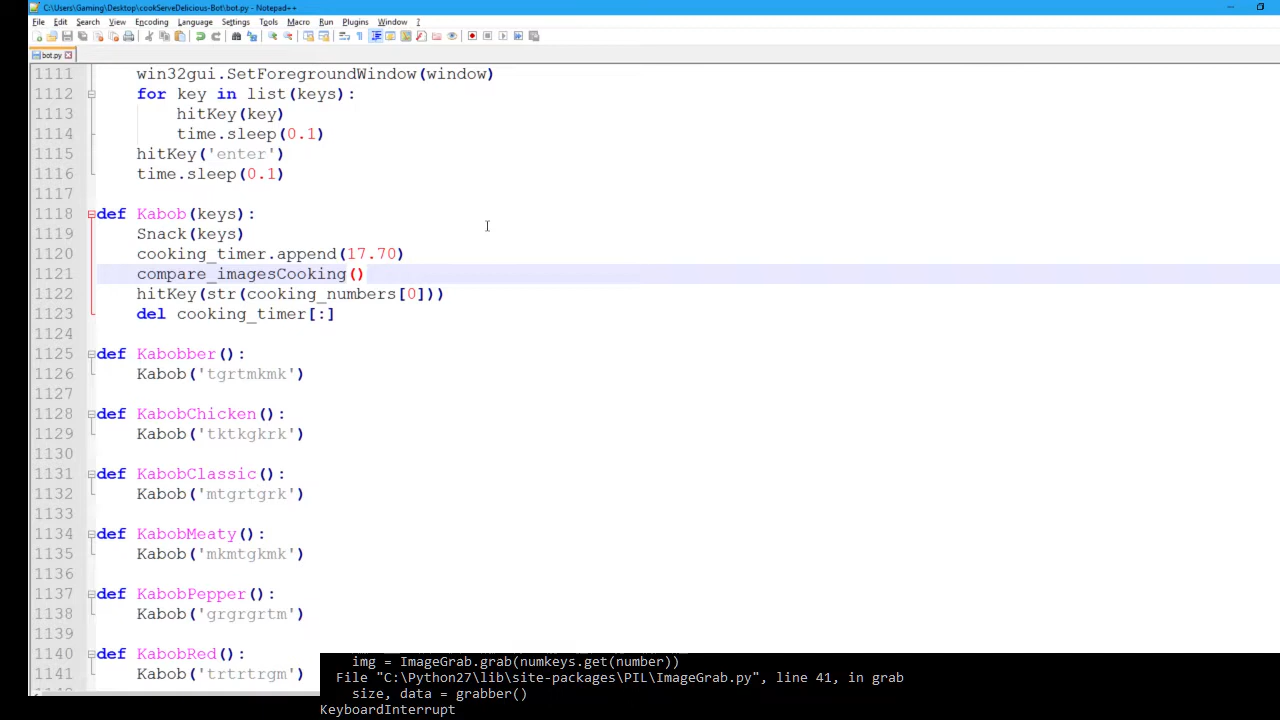 C:\Users\Gaming\Desktop\cookServeDelicious-Bot\bot.py - Notepad++
File Edit Search View Encoding Language Settings Tools Macro Run Plugins Window ?
bot.py
1111 win32gui.SetForegroundWindow(window)
1112 for key in list(keys):
1113 hitKey(key)
1114 time.sleep(0.1)
1115 hitKey('enter')
1116 time.sleep(0.1)
1117
1118 def Kabob(keys):
1119 Snack(keys)
1120 cooking_timer.append(17.70)
1121 compare_imagesCooking()
1122 hitKey(str(cooking_numbers[0]))
1123 del cooking_timer[:]
1124
1125 def Kabobber():
1126 Kabob('tgrtmkmk')
1127
1128 def KabobChicken():
1129 Kabob('tktkgkrk')
1130
1131 def KabobClassic():
1132 Kabob('mtgrtgrk')
1133
1134 def KabobMeaty():
1135 Kabob('mkmtgkmk')
1136
1137 def KabobPepper():
1138 Kabob('grgrgrtm')
1139
1140 def KabobRed():
1141 Kabob('trtrtrgm')
img = ImageGrab.grab(numkeys.get(number))
File "C:\Python27\lib\site-packages\PIL\ImageGrab.py", line 41, in grab
size, data = grabber()
KeyboardInterrupt